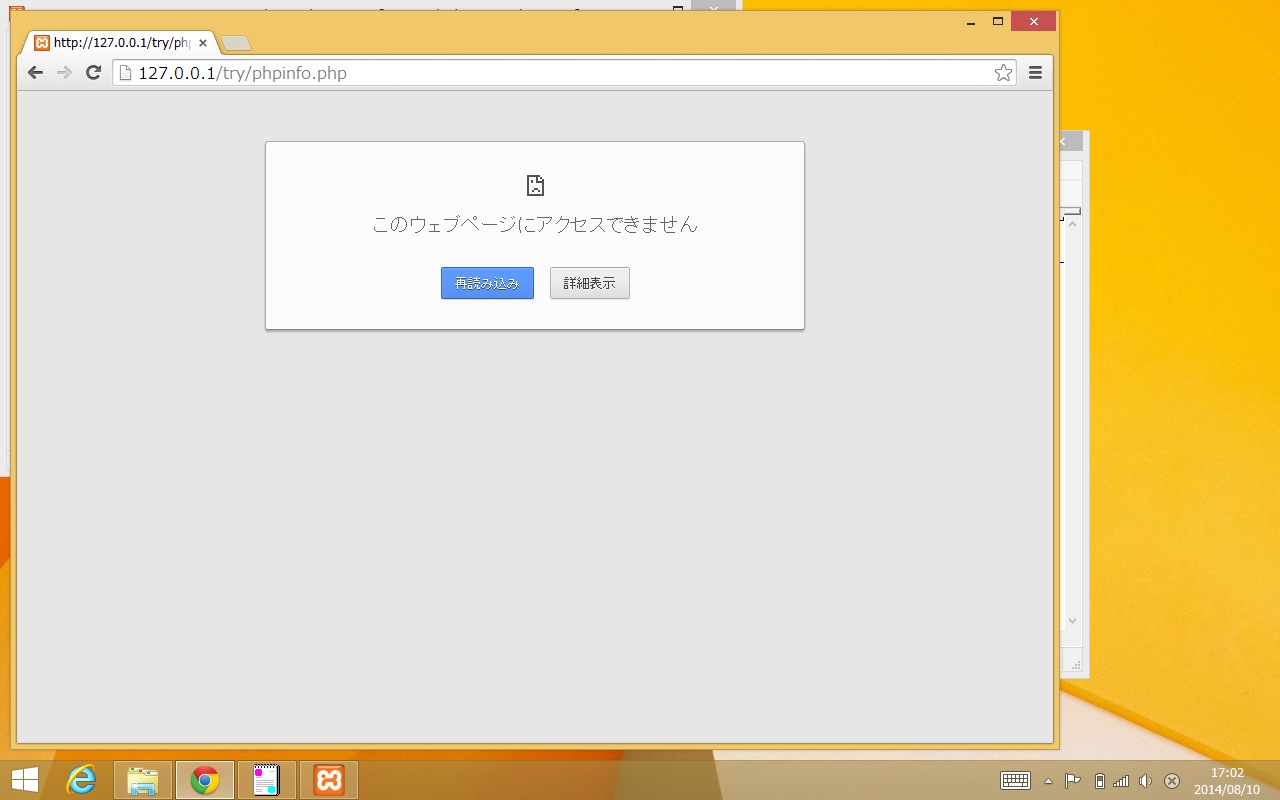 http://127.0.0.1/try/php
127.0.0.1/try/phpinfo.php
このウェブページにアクセスできません
再読み込み
詳細表示
17:02
2014/08/10